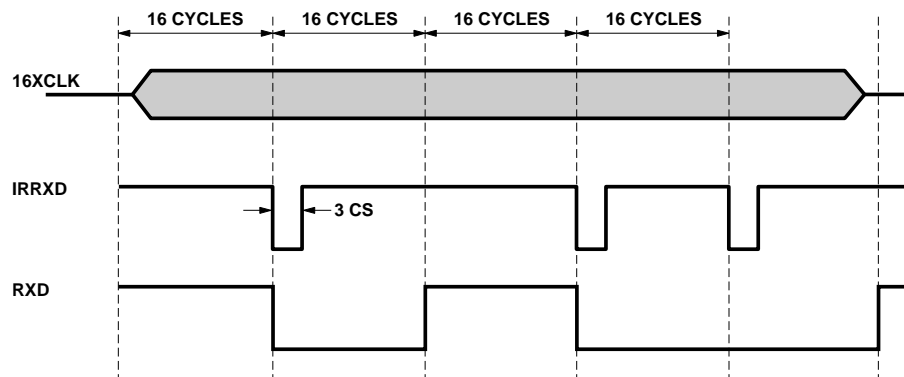 16 CYCLES 16 CYCLES 16 CYCLES 16 CYCLES
16XCLK
IRRXD
3 CS
RXD